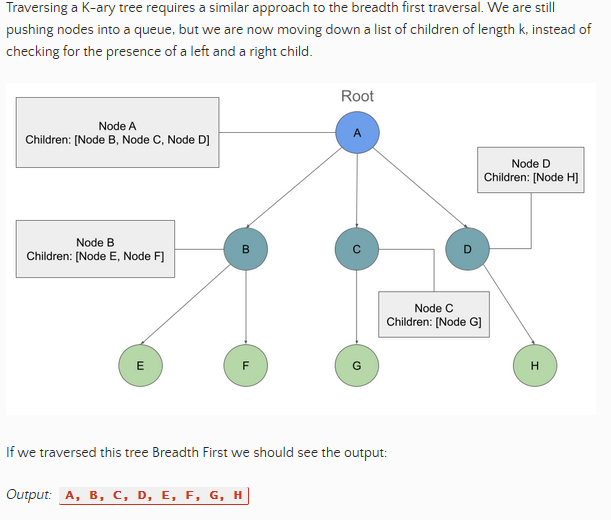 Traversing a K-ary tree requires a similar approach to the breadth first traversal. We are still
pushing nodes into a queue, but we are now moving down a list of children of length k, instead of
checking for the presence of a left and a right child.
Root
Node A
Children: [Node B, Node C, Node D]
A
Node D
Children: [Node H]
Node B
Children: [Node E, Node F]
B
C
D
Node C
Children: [Node G]
E
F
G
H
If we traversed this tree Breadth First we should see the output:
Output: A, B, C, D, E, F, G, H